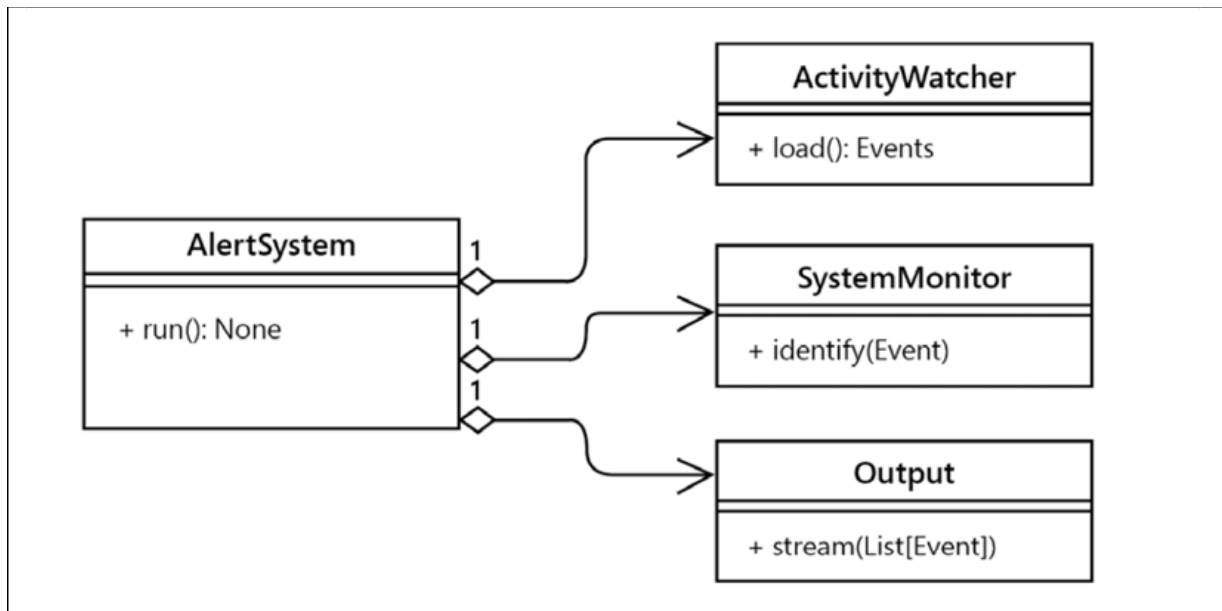 ActivityWatcher
+ load(): Events
AlertSystem
+ run(): None
1
1
1
SystemMonitor
+ identify(Event)
Output
+ stream(List[Event])